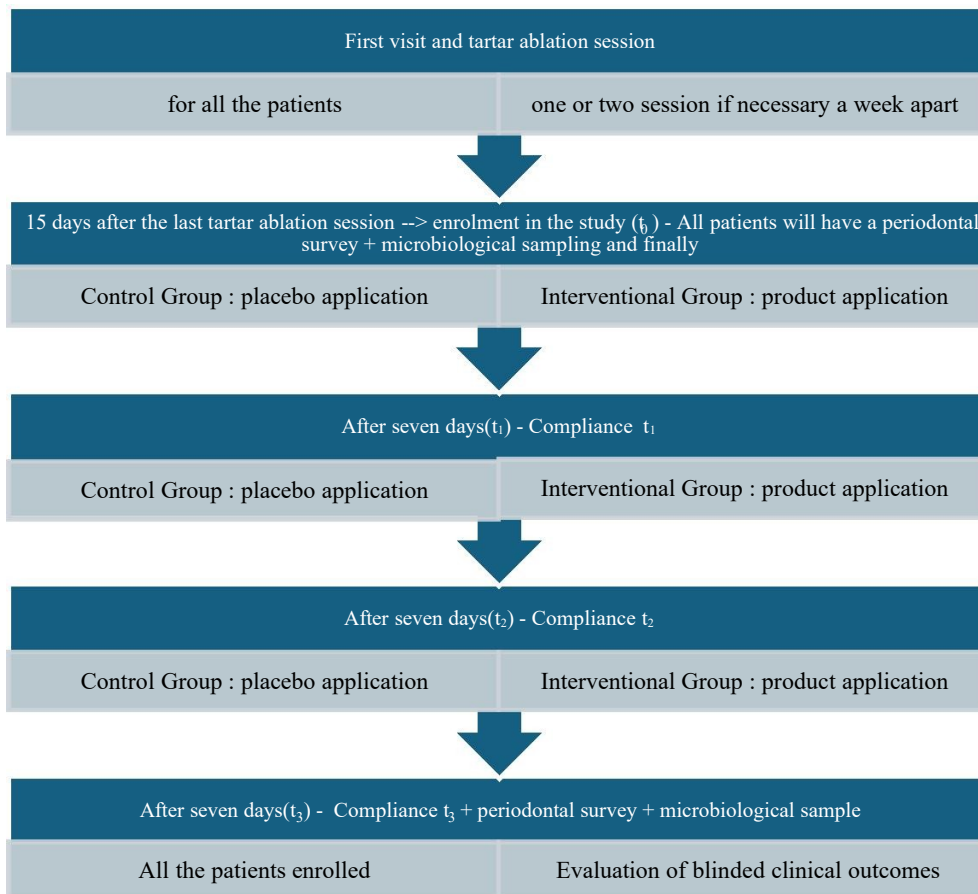 First visit and tartar ablation session
for all the patients
one or two session if necessary a week apart
15 days after the last tartar ablation session --> enrolment in the study (t0) - All patients will have a periodontal
survey + microbiological sampling and finally
Control Group : placebo application
Interventional Group : product application
After seven days(t1) - Compliance t1
Control Group : placebo application
Interventional Group : product application
After seven days(t2) - Compliance t2
Control Group : placebo application
Interventional Group : product application
After seven days(t3) - Compliance t3 + periodontal survey + microbiological sample
All the patients enrolled
Evaluation of blinded clinical outcomes